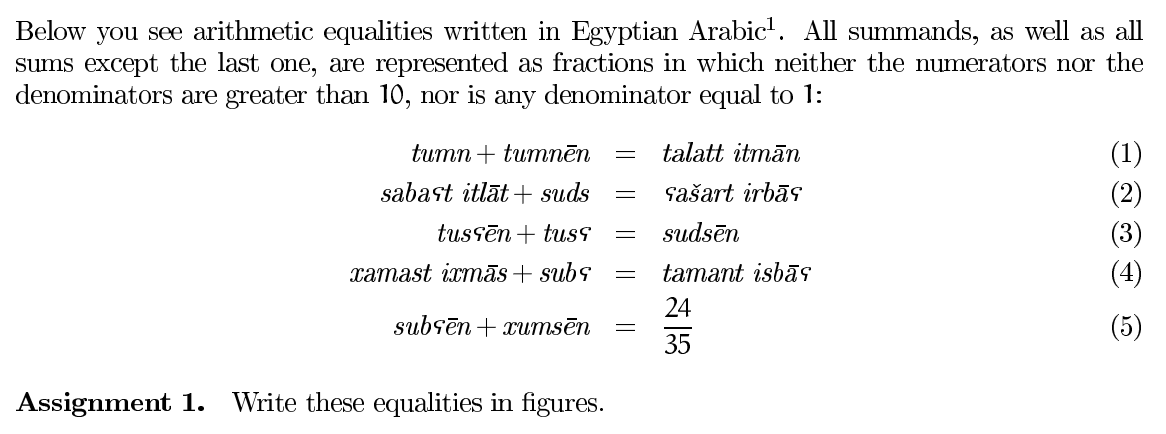 Below you see arithmetic equalities written in Egyptian Arabic¹. All summands, as well as all
sums except the last one, are represented as fractions in which neither the numerators nor the
denominators are greater than 10, nor is any denominator equal to 1:
tumn + tumnēn = talatt itmān (1)
sabaʕt itlāt + suds = ʕašart irbāʕ (2)
tusʕēn + tusʕ = sudsēn (3)
xamast ixmās + subʕ = tamant isbāʕ (4)
subʕēn + xumsēn = 24/35 (5)
Assignment 1. Write these equalities in figures.